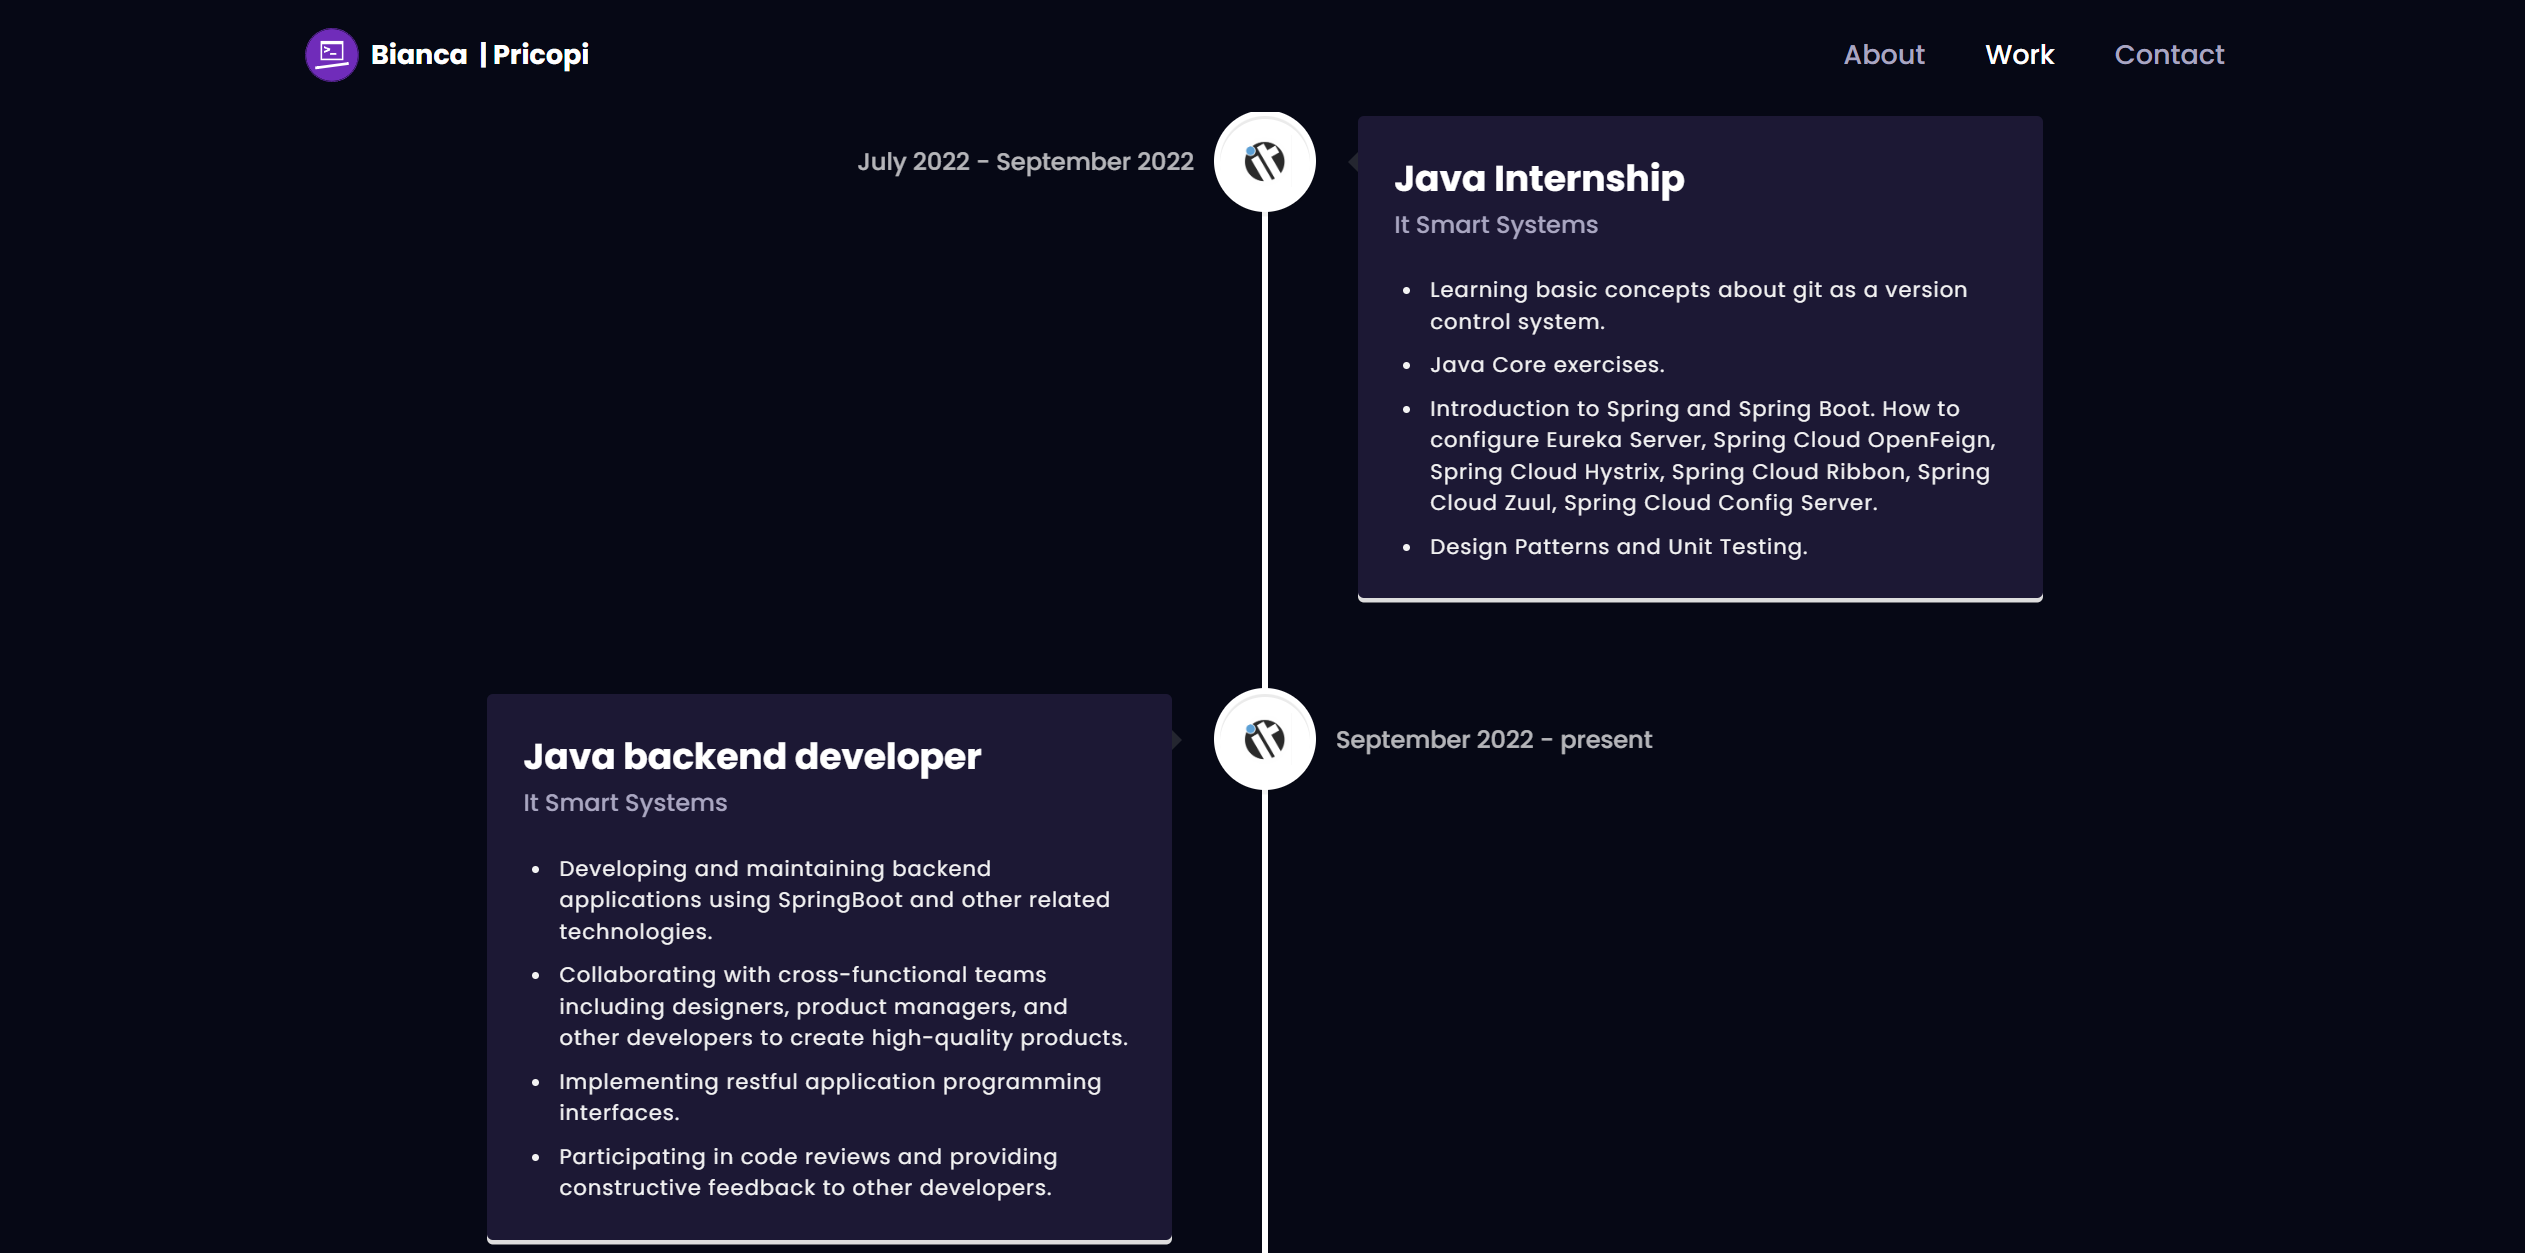 Bianca | Pricopi
About
Work
Contact
July 2022 - September 2022
Java Internship
It Smart Systems
Learning basic concepts about git as a version
control system.
Java Core exercises.
Introduction to Spring and Spring Boot. How to
configure Eureka Server, Spring Cloud OpenFeign,
Spring Cloud Hystrix, Spring Cloud Ribbon, Spring
Cloud Zuul, Spring Cloud Config Server.
Design Patterns and Unit Testing.
September 2022 - present
Java backend developer
It Smart Systems
Developing and maintaining backend
applications using SpringBoot and other related
technologies.
Collaborating with cross-functional teams
including designers, product managers, and
other developers to create high-quality products.
Implementing restful application programming
interfaces.
Participating in code reviews and providing
constructive feedback to other developers.